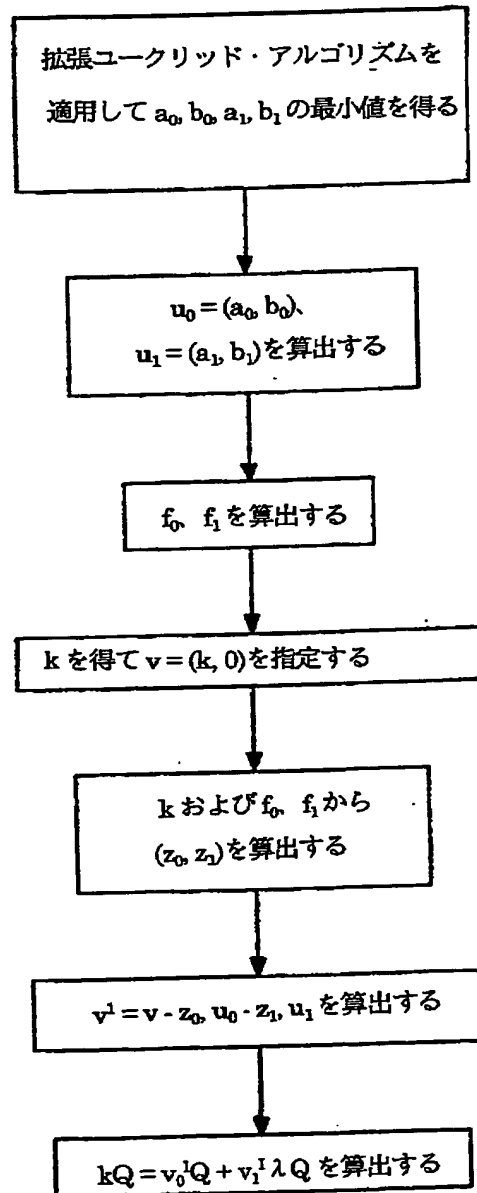 拡張ユークリッド・アルゴリズムを
適用して a₀, b₀, a₁, b₁ の最小値を得る
u₀ = (a₀, b₀)、
u₁ = (a₁, b₁)を算出する
f₀、f₁ を算出する
k を得て v = (k, 0)を指定する
k および f₀、f₁から
(z₀, z₁)を算出する
v¹ = v - z₀, u₀ - z₁, u₁ を算出する
kQ = v₀ᴵQ + v₁ᴵ λ Q を算出する